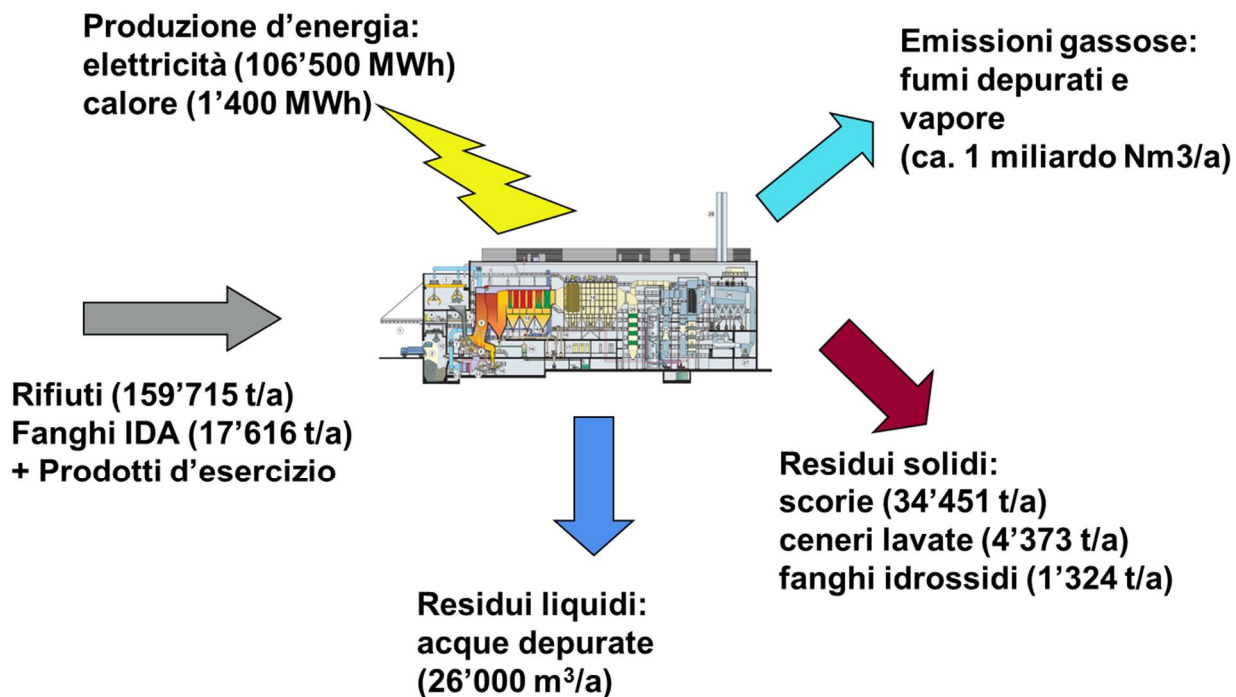 Produzione d’energia:
elettricità (106’500 MWh)
calore (1’400 MWh)
Emissioni gassose:
fumi depurati e
vapore
(ca. 1 miliardo Nm3/a)
Rifiuti (159’715 t/a)
Fanghi IDA (17’616 t/a)
+ Prodotti d’esercizio
Residui solidi:
scorie (34’451 t/a)
ceneri lavate (4’373 t/a)
fanghi idrossidi (1’324 t/a)
Residui liquidi:
acque depurate
(26’000 m³/a)